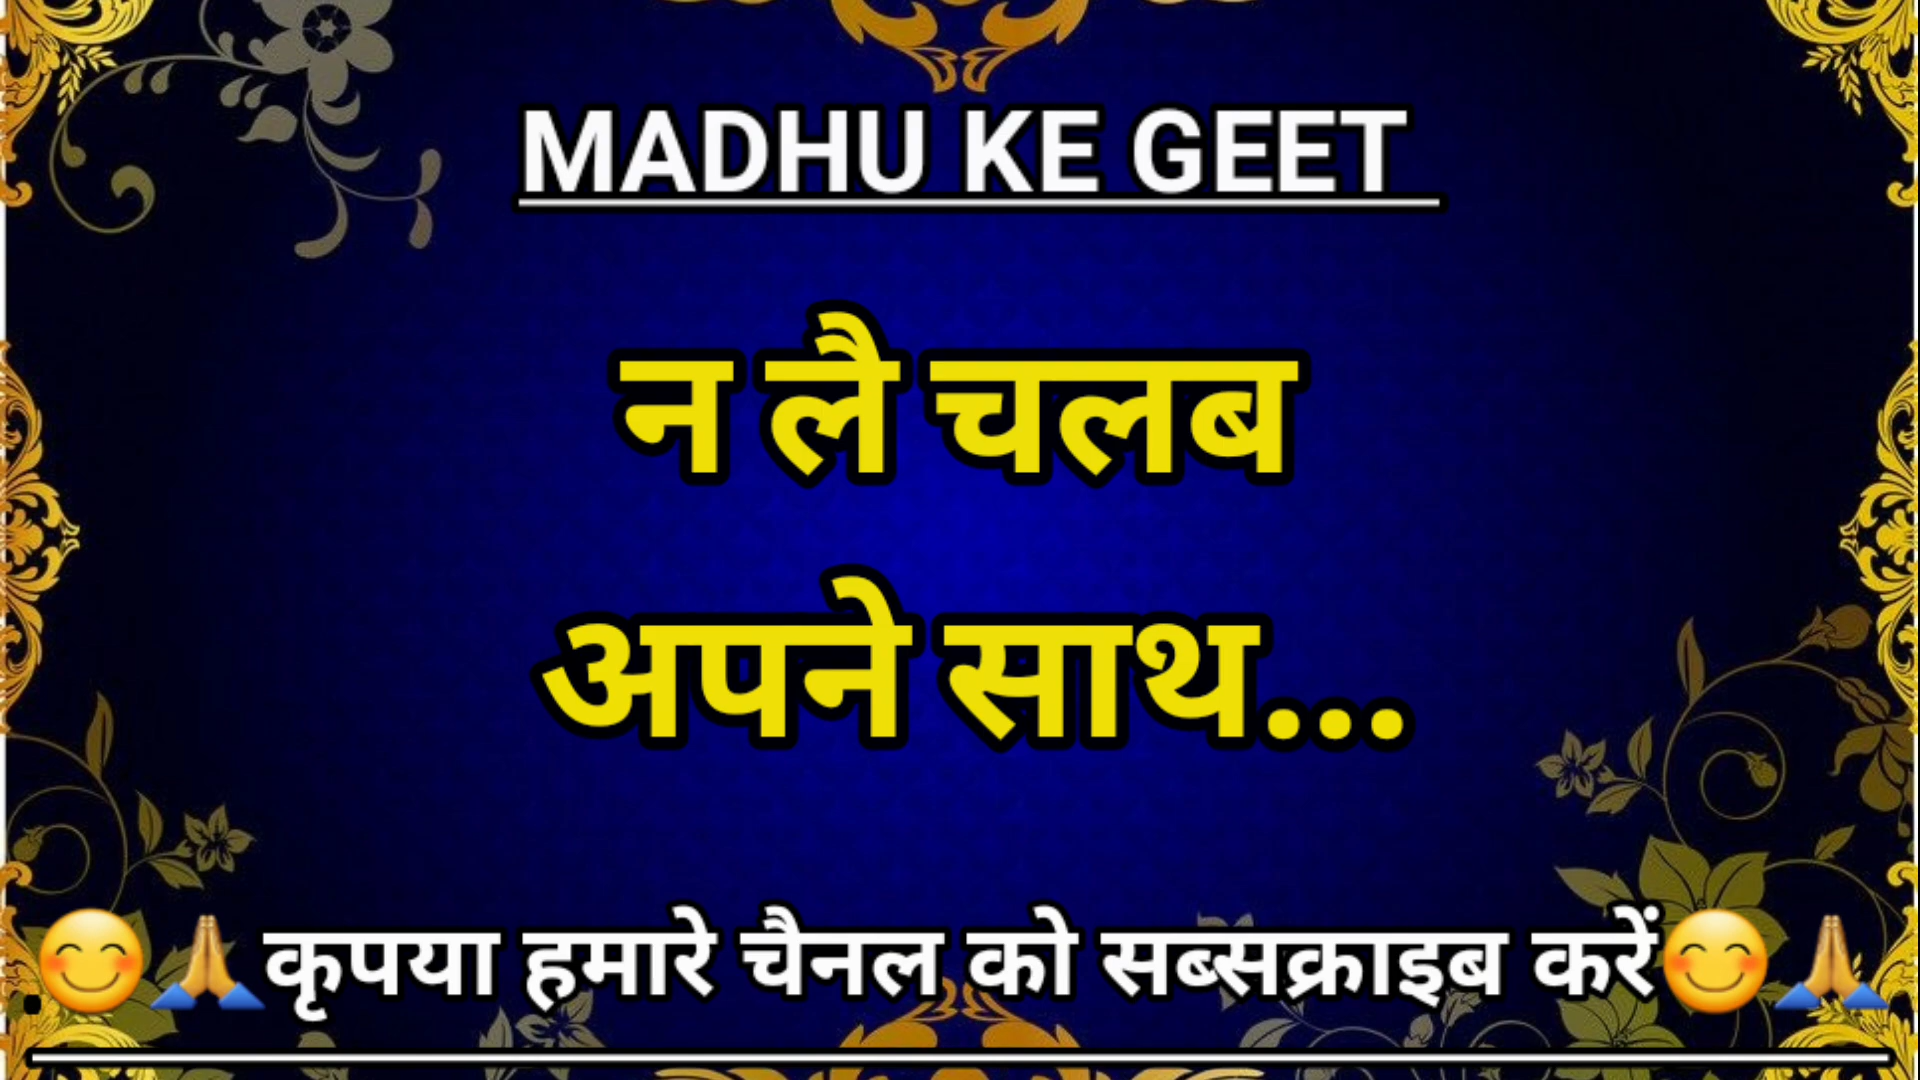 MADHU KE GEET
न लै चलब
अपने साथ...
😊🙏कृपया हमारे चैनल को सब्सक्राइब करें😊🙏